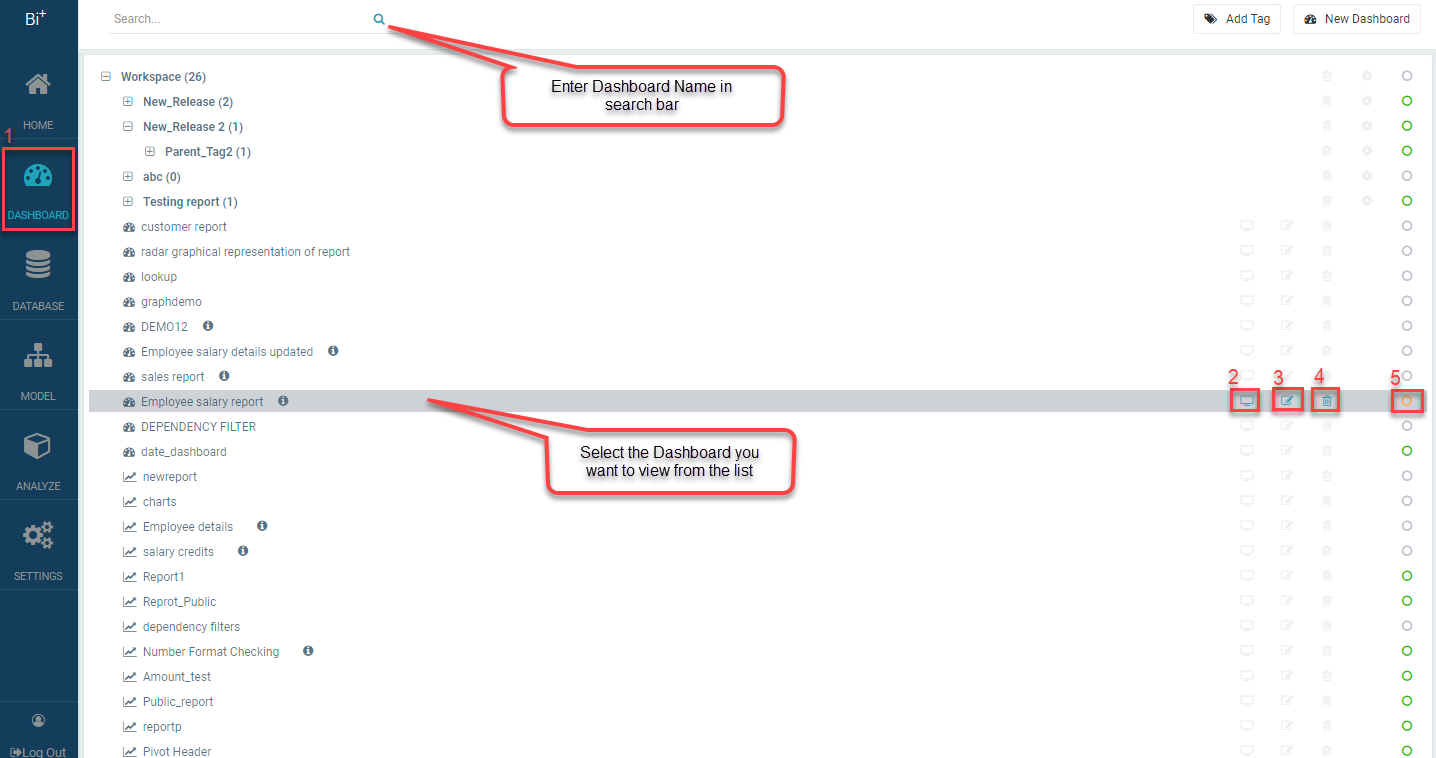 Bi+
Search...
Add Tag
New Dashboard
Enter Dashboard Name in
search bar
HOME
1
DASHBOARD
DATABASE
MODEL
ANALYZE
SETTINGS
Log Out
Workspace (26)
New_Release (2)
New_Release 2 (1)
Parent_Tag2 (1)
abc (0)
Testing report (1)
customer report
radar graphical representation of report
lookup
graphdemo
DEMO12
Employee salary details updated
sales report
2 3 4 5
Employee salary report
Select the Dashboard you
want to view from the list
DEPENDENCY FILTER
date_dashboard
newreport
charts
Employee details
salary credits
Report1
Reprot_Public
dependency filters
Number Format Checking
Amount_test
Public_report
reportp
Pivot Header